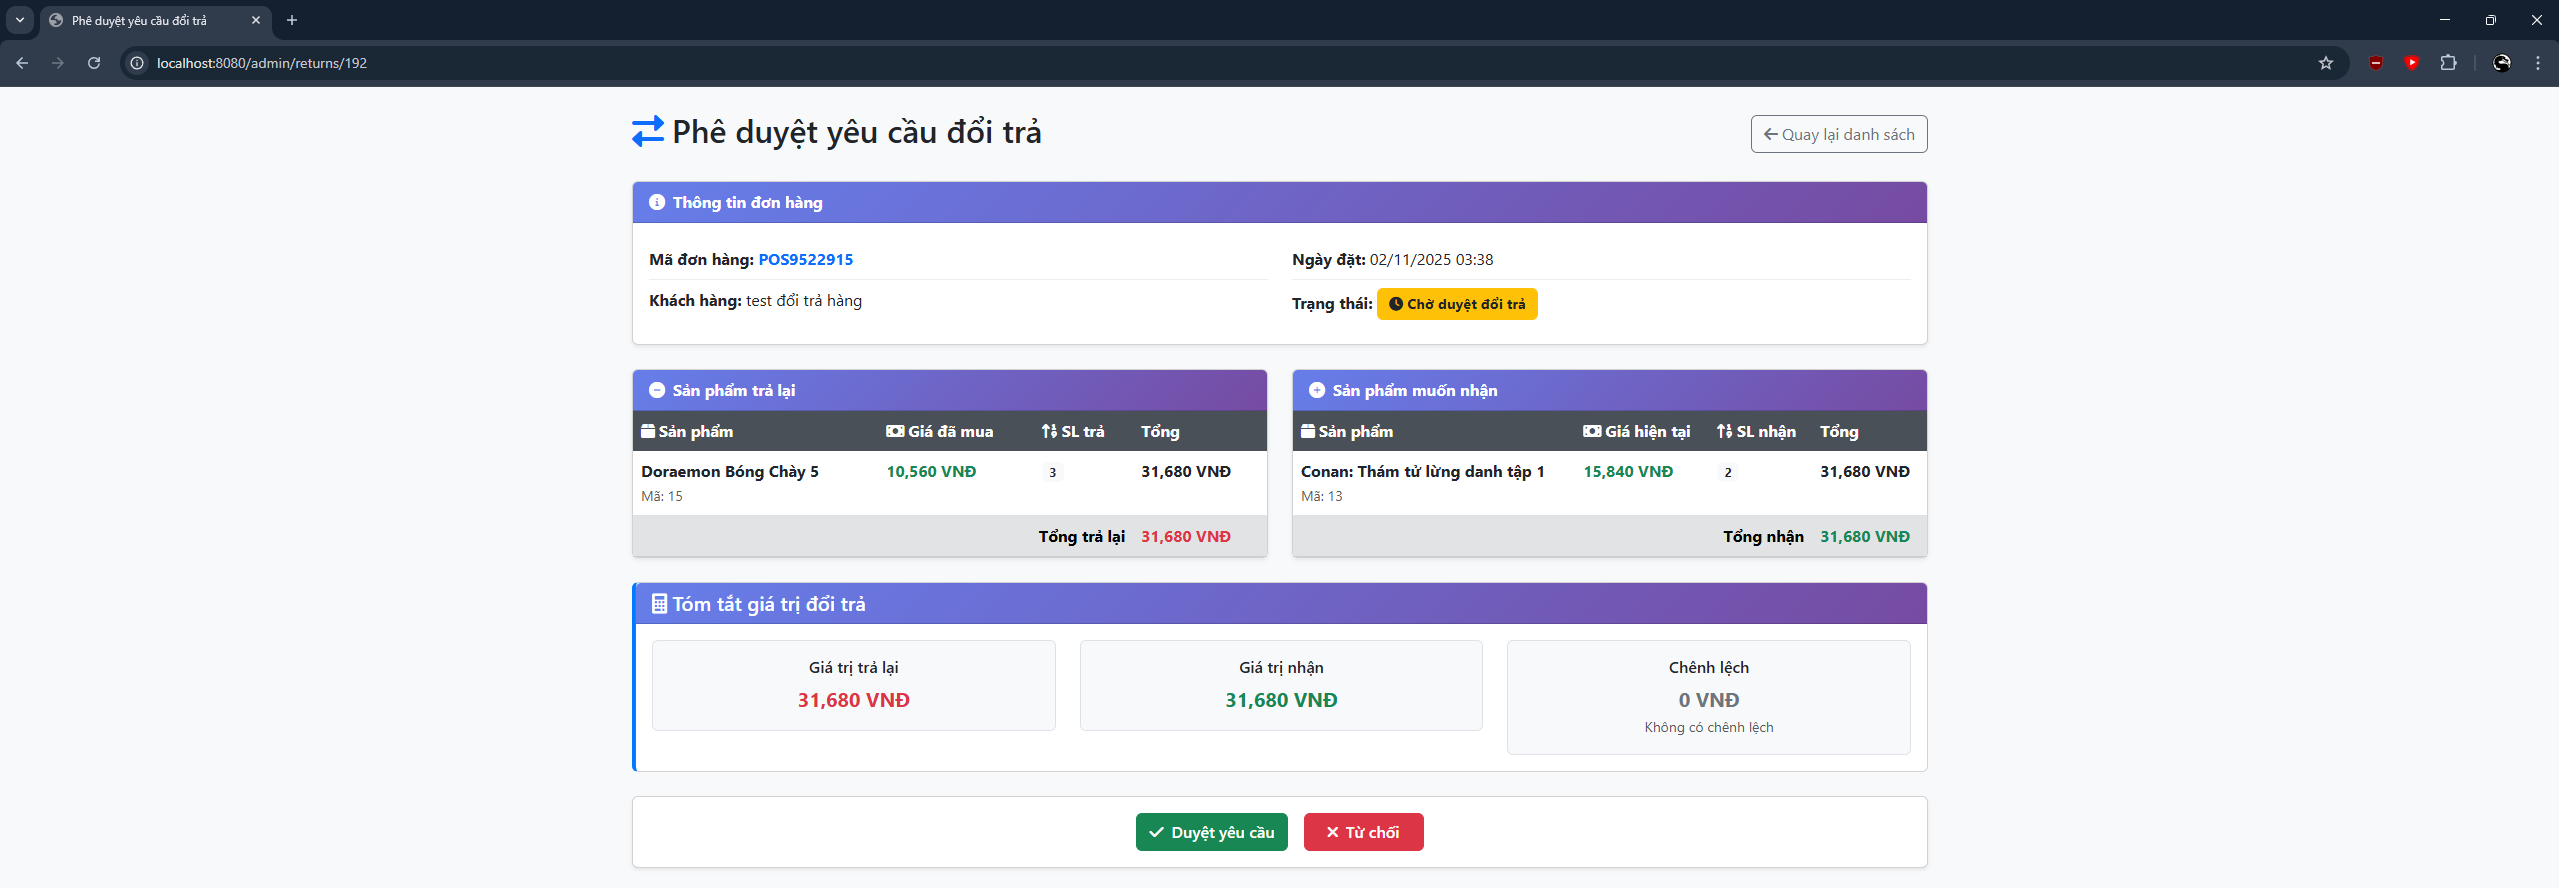 Phê duyệt yêu cầu đổi trả
localhost:8080/admin/returns/192
Phê duyệt yêu cầu đổi trả
Quay lại danh sách
Thông tin đơn hàng
Mã đơn hàng: POS9522915
Ngày đặt: 02/11/2025 03:38
Khách hàng: test đổi trả hàng
Trạng thái: Chờ duyệt đổi trả
Sản phẩm trả lại
Sản phẩm Giá đã mua SL trả Tổng
Doraemon Bóng Chày 5 10,560 VNĐ 3 31,680 VNĐ
Mã: 15
Tổng trả lại 31,680 VNĐ
Sản phẩm muốn nhận
Sản phẩm Giá hiện tại SL nhận Tổng
Conan: Thám tử lừng danh tập 1 15,840 VNĐ 2 31,680 VNĐ
Mã: 13
Tổng nhận 31,680 VNĐ
Tóm tắt giá trị đổi trả
Giá trị trả lại
31,680 VNĐ
Giá trị nhận
31,680 VNĐ
Chênh lệch
0 VNĐ
Không có chênh lệch
Duyệt yêu cầu
Từ chối